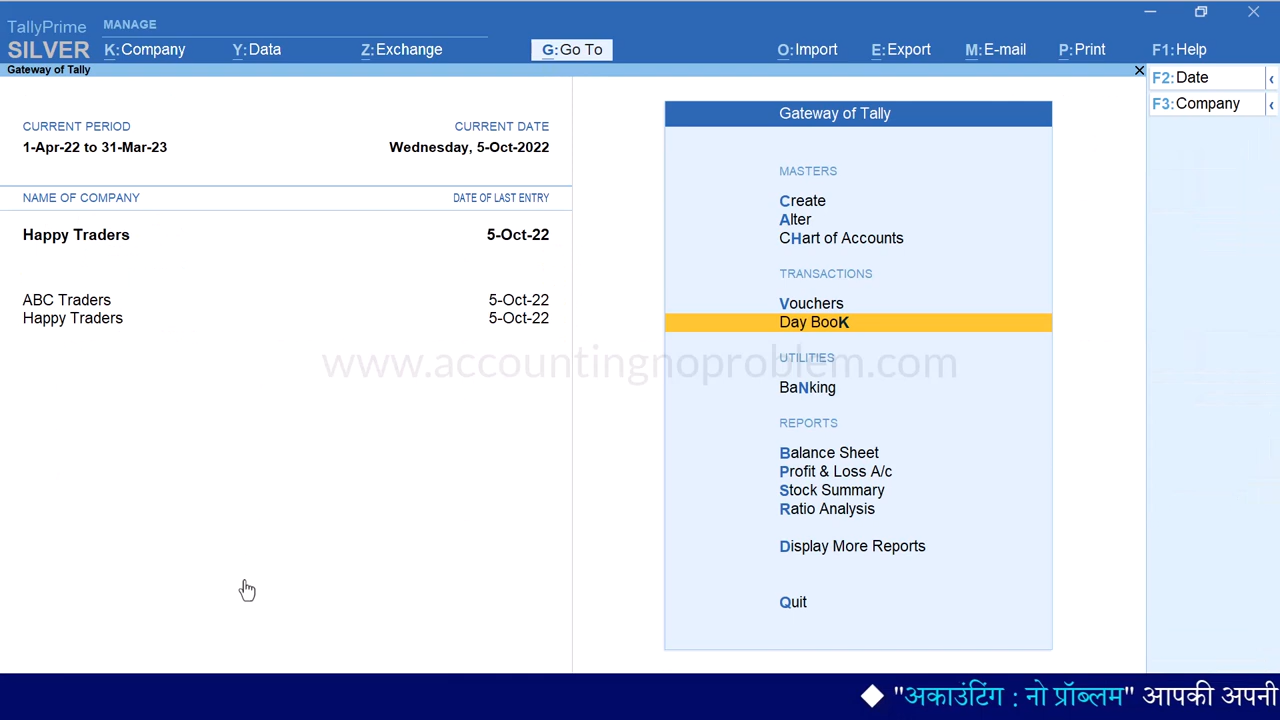 TallyPrime
SILVER
MANAGE
K:Company Y:Data Z:Exchange G:Go To O:Import E:Export M:E-mail P:Print F1:Help
Gateway of Tally
F2:Date
F3:Company
CURRENT PERIOD CURRENT DATE
1-Apr-22 to 31-Mar-23 Wednesday, 5-Oct-2022
NAME OF COMPANY DATE OF LAST ENTRY
Happy Traders 5-Oct-22
ABC Traders 5-Oct-22
Happy Traders 5-Oct-22
Gateway of Tally
MASTERS
Create
Alter
CHart of Accounts
TRANSACTIONS
Vouchers
Day BooK
UTILITIES
BaNking
REPORTS
Balance Sheet
Profit & Loss A/c
Stock Summary
Ratio Analysis
Display More Reports
Quit
www.accountingnoproblem.com
"अकाउंटिंग : नो प्रॉब्लम" आपकी अपनी